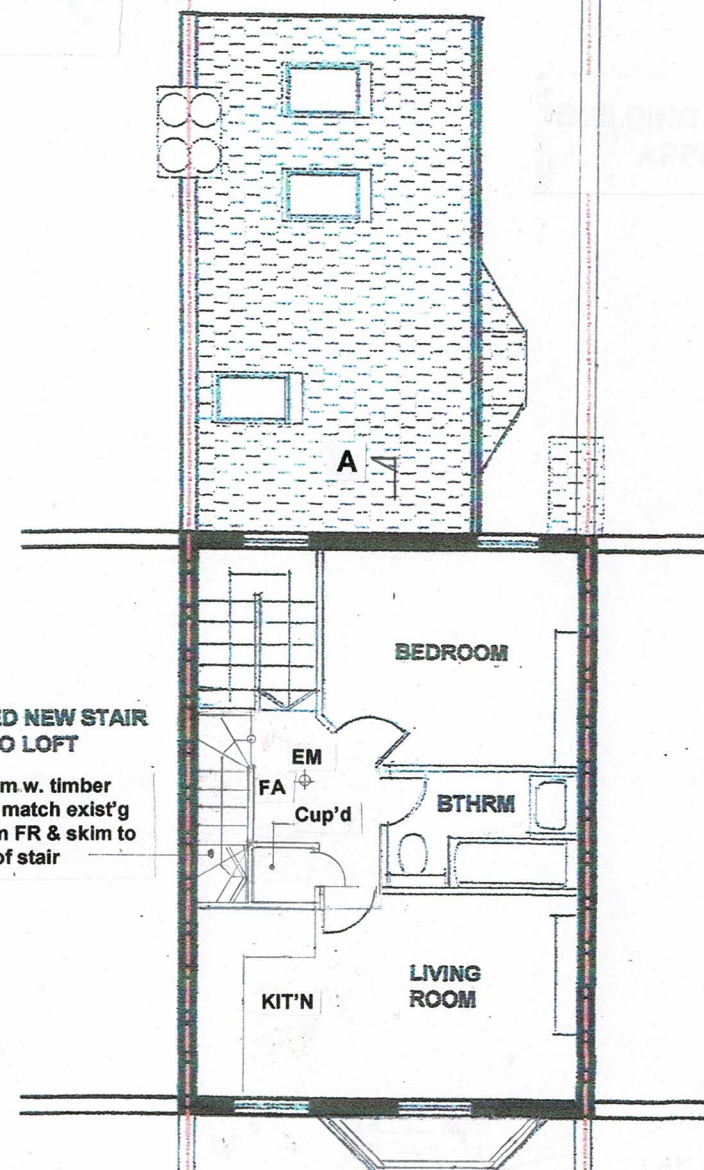 A
BEDROOM
ED NEW STAIR
O LOFT
m w. timber
match exist'g
m FR & skim to
of stair
EM
FA
Cup'd
BTHRM
LIVING
ROOM
KIT'N